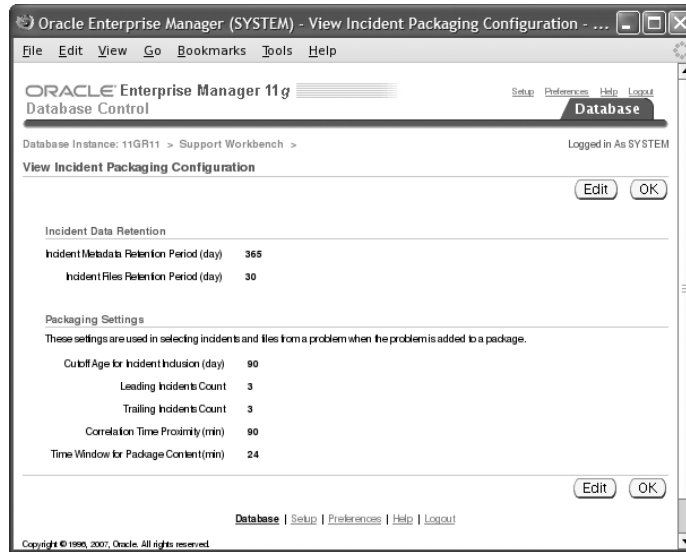 Oracle Enterprise Manager (SYSTEM) - View Incident Packaging Configuration - ...
File Edit View Go Bookmarks Tools Help
ORACLE Enterprise Manager 11g
Database Control
Setup Preferences Help Logout
Database
Database Instance: 11GR11 > Support Workbench >
Logged in As SYSTEM
View Incident Packaging Configuration
Edit OK
Incident Data Retention
Incident Metadata Retention Period (day) 365
Incident Files Retention Period (day) 30
Packaging Settings
These settings are used in selecting incidents and files from a problem when the problem is added to a package.
Cutoff Age for Incident Inclusion (day) 90
Leading Incidents Count 3
Trailing Incidents Count 3
Correlation Time Proximity (min) 90
Time Window for Package Content(min) 24
Edit OK
Database | Setup | Preferences | Help | Logout
Copyright © 1996, 2007, Oracle. All rights reserved.